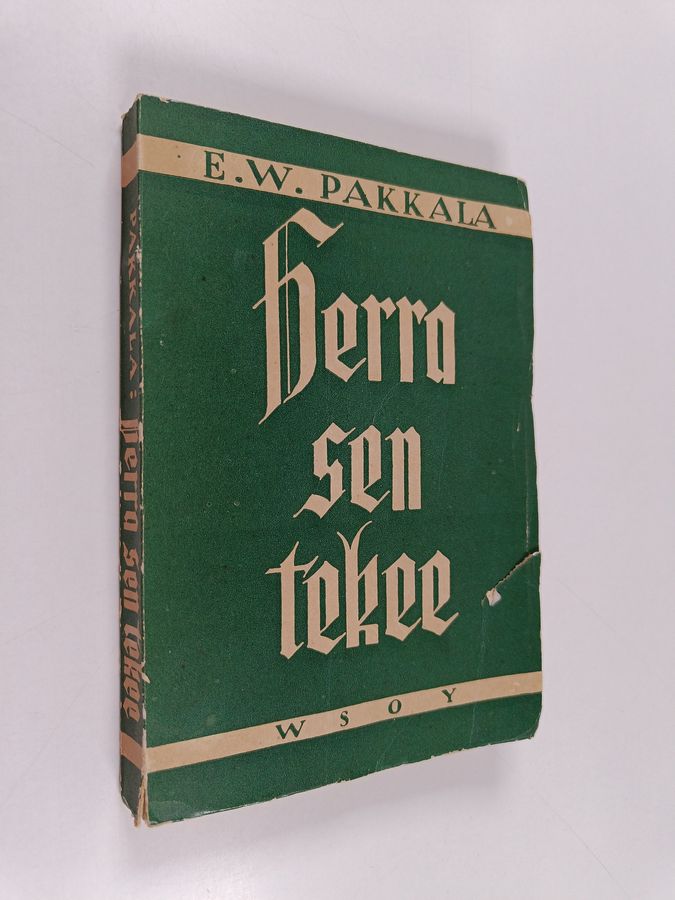 E.W. PAKKALA
Herra
sen
tekee
WSOY
PAKKALA: Herra sen tekee